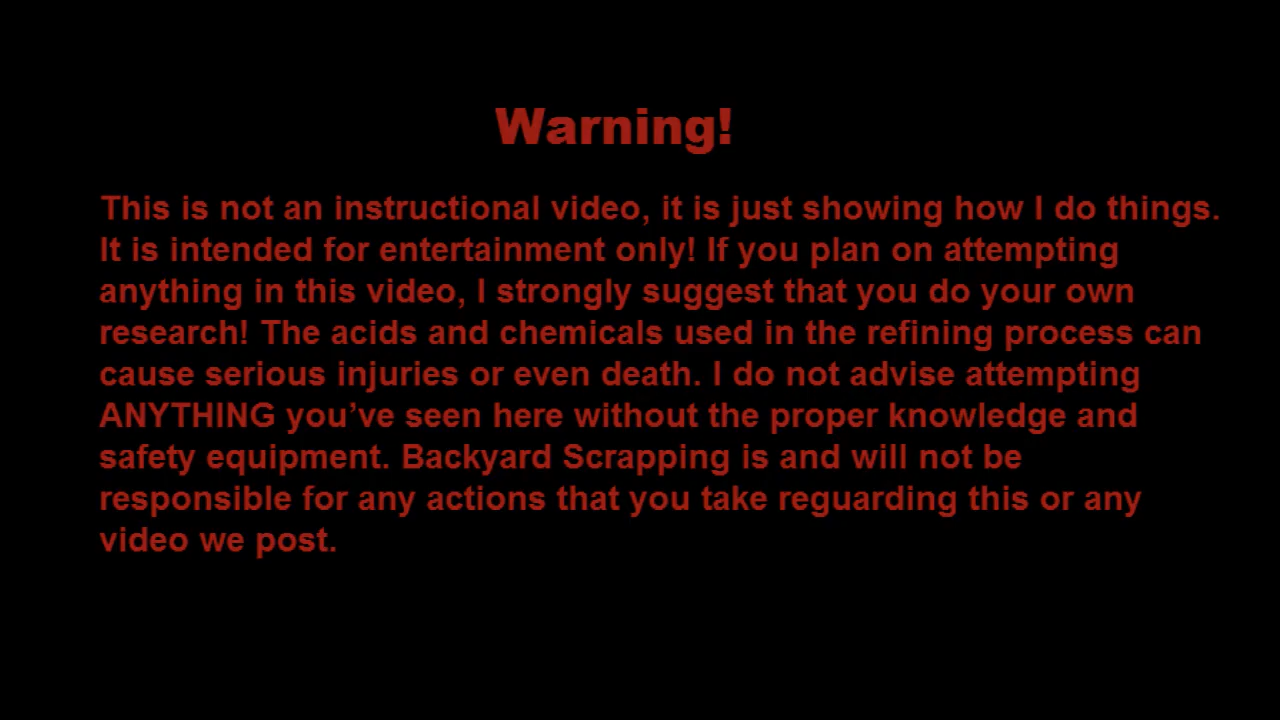 Warning!
This is not an instructional video, it is just showing how I do things.
It is intended for entertainment only! If you plan on attempting
anything in this video, I strongly suggest that you do your own
research! The acids and chemicals used in the refining process can
cause serious injuries or even death. I do not advise attempting
ANYTHING you’ve seen here without the proper knowledge and
safety equipment. Backyard Scrapping is and will not be
responsible for any actions that you take reguarding this or any
video we post.